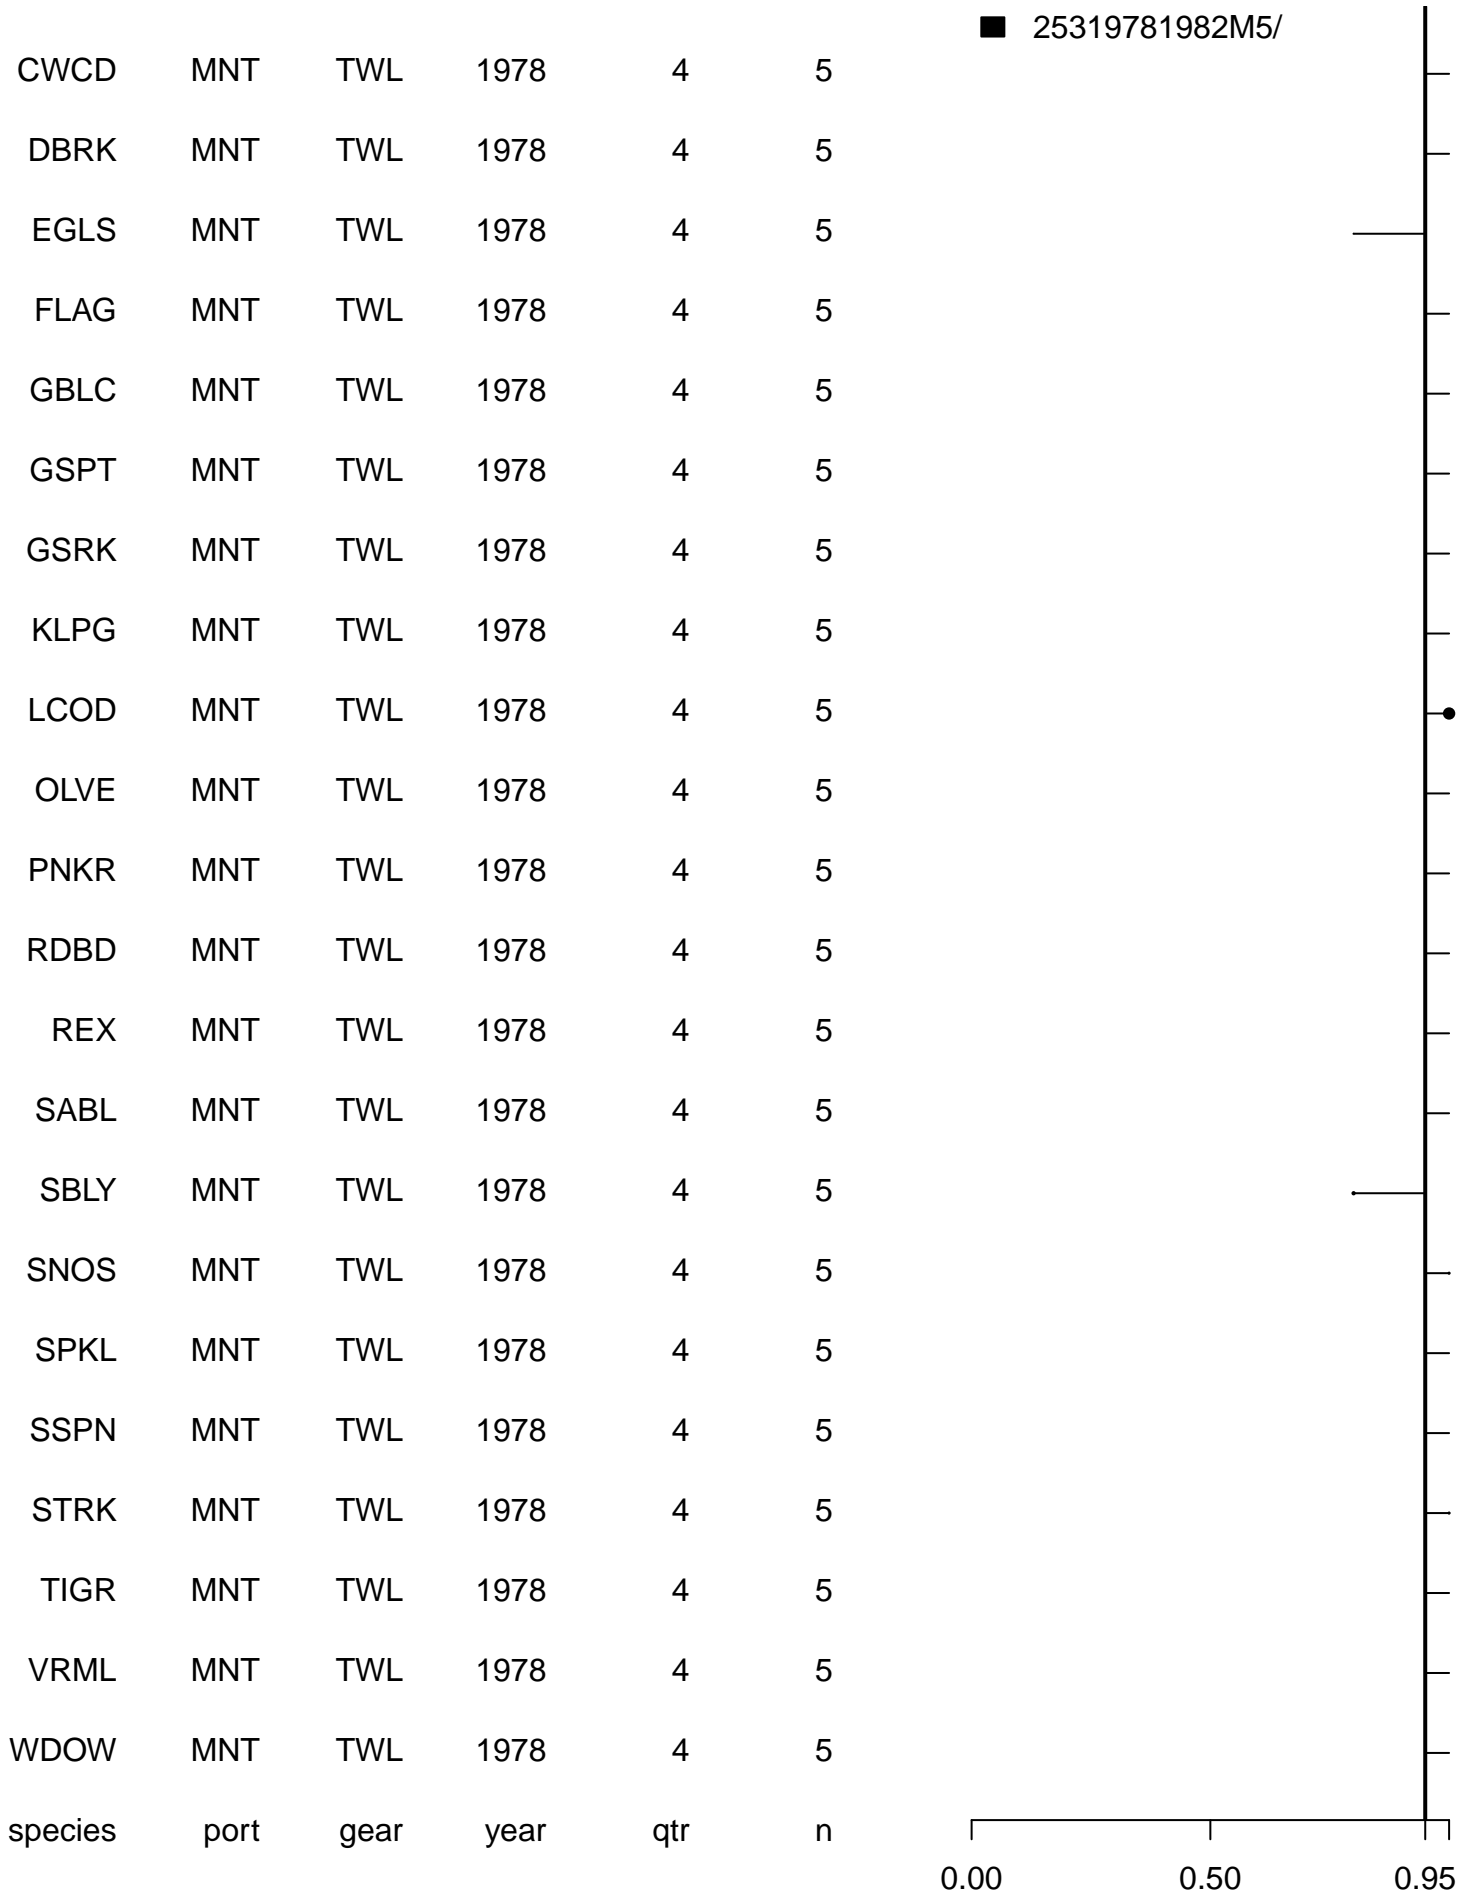 25319781982M5/
CWCD MNT TWL 1978 4 5
DBRK MNT TWL 1978 4 5
EGLS MNT TWL 1978 4 5
FLAG MNT TWL 1978 4 5
GBLC MNT TWL 1978 4 5
GSPT MNT TWL 1978 4 5
GSRK MNT TWL 1978 4 5
KLPG MNT TWL 1978 4 5
LCOD MNT TWL 1978 4 5
OLVE MNT TWL 1978 4 5
PNKR MNT TWL 1978 4 5
RDBD MNT TWL 1978 4 5
REX MNT TWL 1978 4 5
SABL MNT TWL 1978 4 5
SBLY MNT TWL 1978 4 5
SNOS MNT TWL 1978 4 5
SPKL MNT TWL 1978 4 5
SSPN MNT TWL 1978 4 5
STRK MNT TWL 1978 4 5
TIGR MNT TWL 1978 4 5
VRML MNT TWL 1978 4 5
WDOW MNT TWL 1978 4 5
species port gear year qtr n
0.00 0.50 0.95